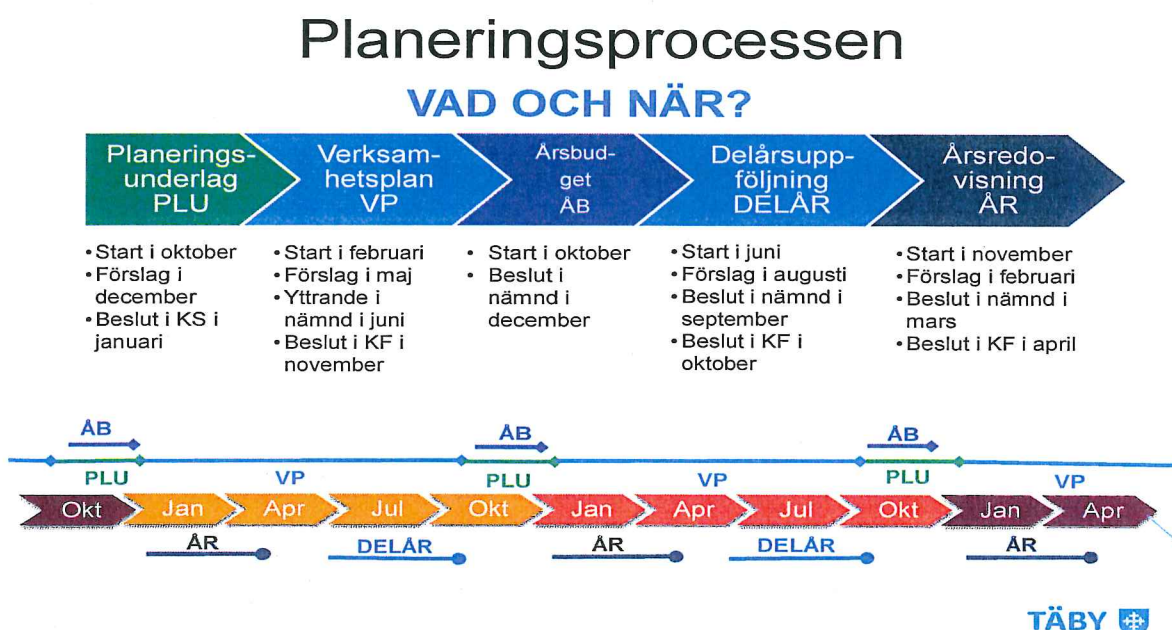 Planeringsprocessen
VAD OCH NÄR?
Planerings-
underlag
PLU
Verksam-
hetsplan
VP
Årsbud-
get
ÅB
Delårsupp-
följning
DELÅR
Årsredo-
visning
ÅR
• Start i oktober
• Förslag i
december
• Beslut i KS i
januari
• Start i februari
• Förslag i maj
• Yttrande i
nämnd i juni
• Beslut i KF i
november
• Start i oktober
• Beslut i
nämnd i
december
• Start i juni
• Förslag i augusti
• Beslut i nämnd i
september
• Beslut i KF i
oktober
• Start i november
• Förslag i februari
• Beslut i nämnd i
mars
• Beslut i KF i april
ÅB ÅB ÅB
PLU VP PLU VP PLU VP
Okt Jan Apr Jul Okt Jan Apr Jul Okt Jan Apr
ÅR DELÅR ÅR DELÅR ÅR
TÄBY